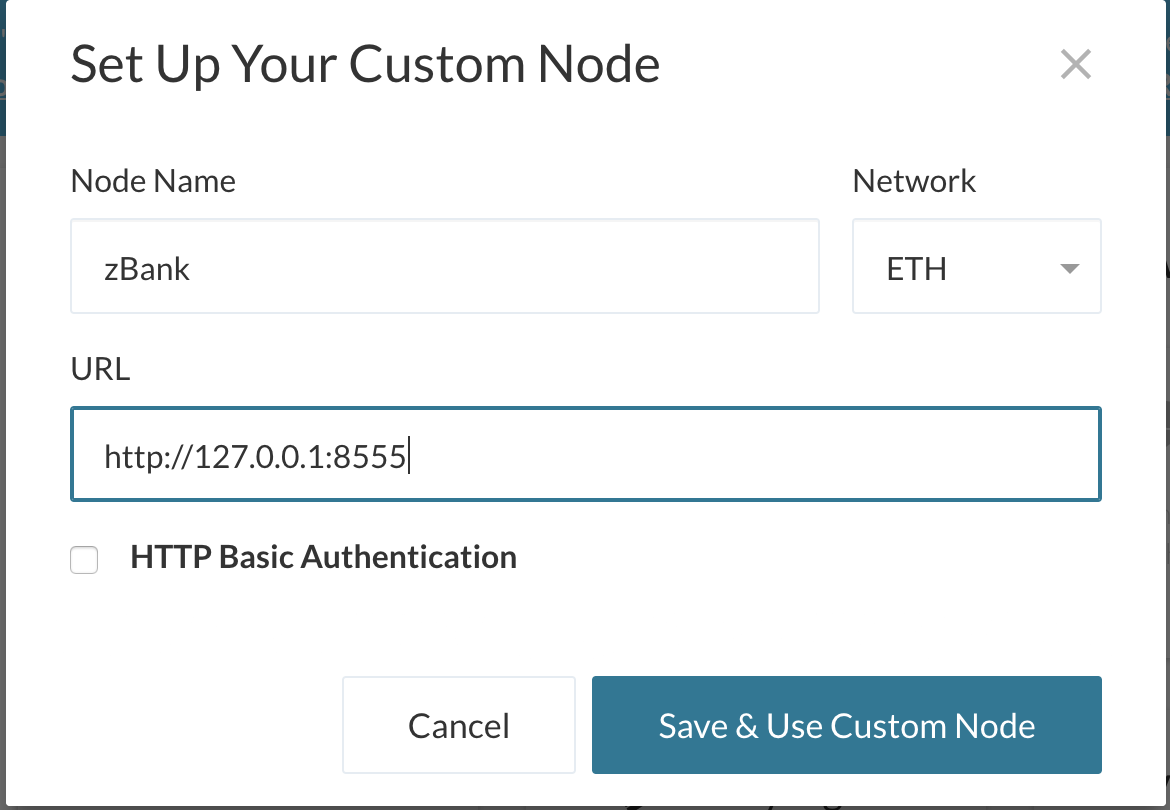 Set Up Your Custom Node
Node Name
Network
zBank
ETH
URL
http://127.0.0.1:8555
HTTP Basic Authentication
Cancel
Save & Use Custom Node